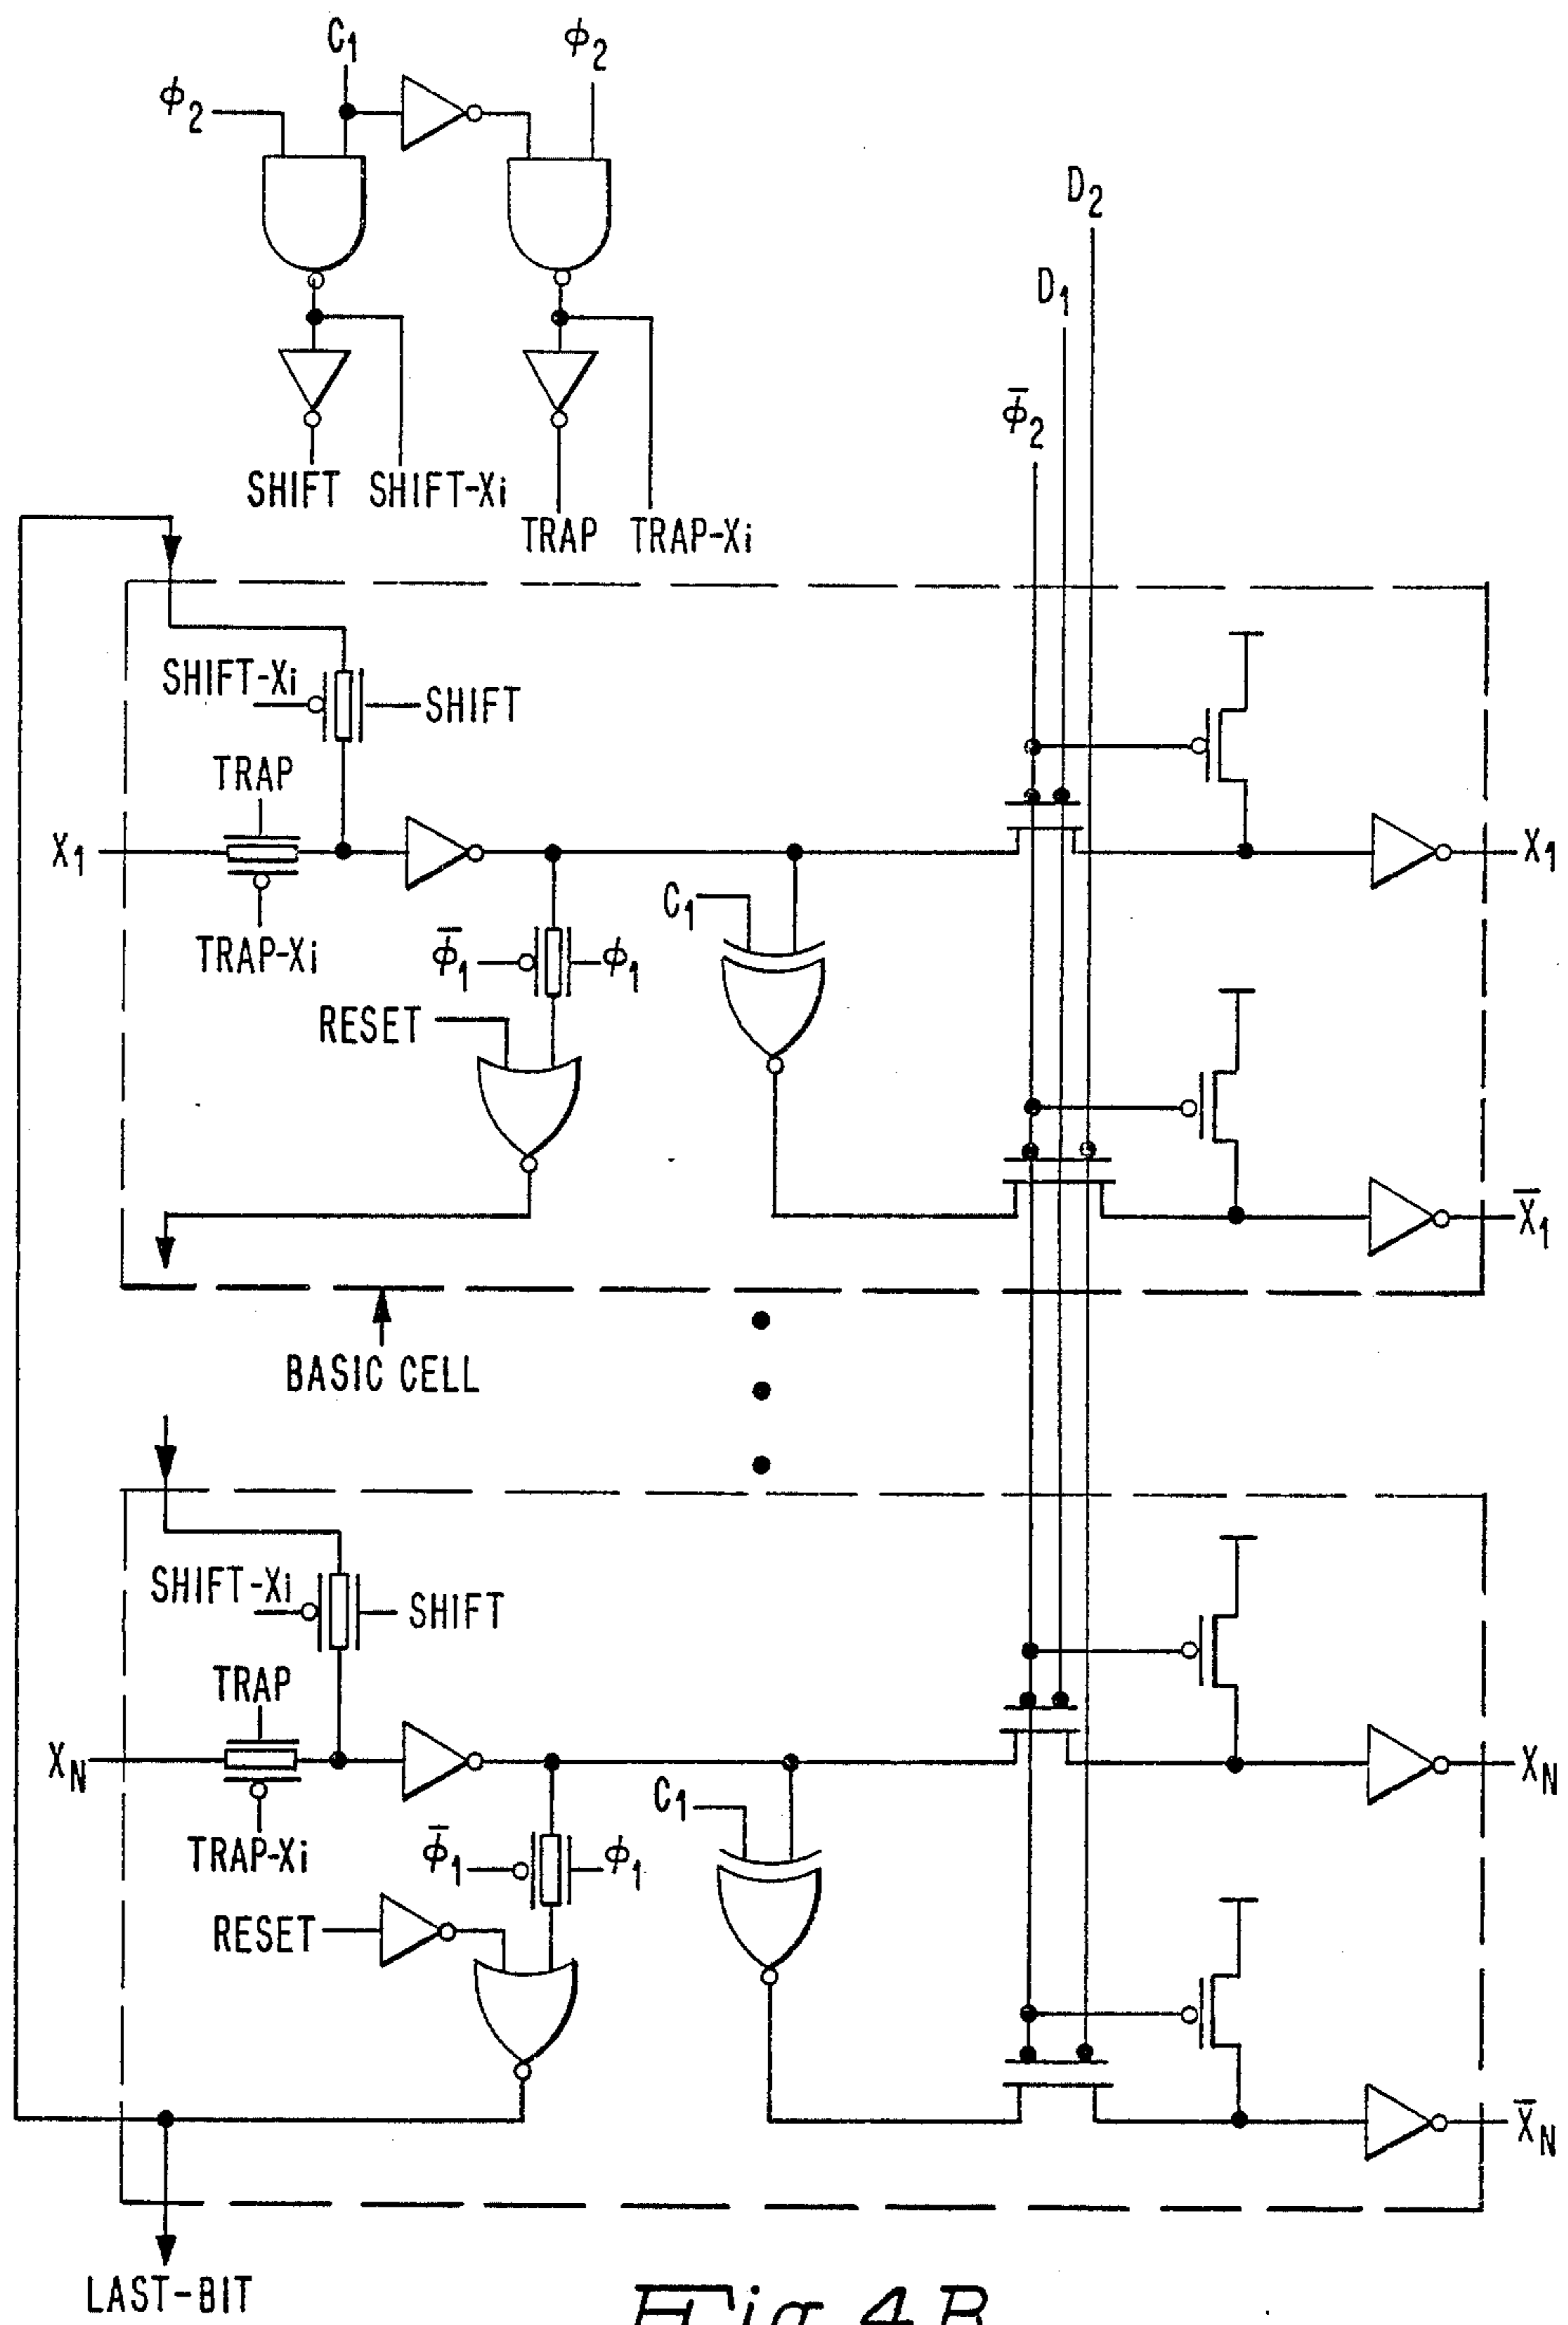 C1
ϕ2
ϕ2
D2
D1
ϕ̄2
SHIFT SHIFT-Xi
TRAP TRAP-Xi
SHIFT-Xi
SHIFT
TRAP
X1
X1
C1
TRAP-Xi
ϕ̄1
ϕ1
RESET
X̄1
BASIC CELL
SHIFT-Xi
SHIFT
TRAP
XN
XN
C1
TRAP-Xi
ϕ̄1
ϕ1
RESET
X̄N
LAST-BIT
Fig. 4B